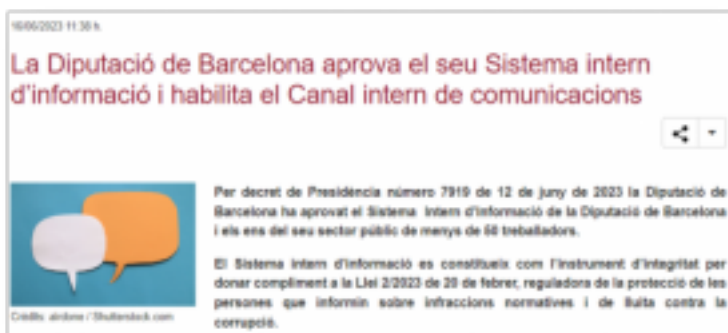 16/06/2023 11:38 h.
La Diputació de Barcelona aprova el seu Sistema intern
d'informació i habilita el Canal intern de comunicacions
Per decret de Presidència número 7919 de 12 de juny de 2023 la Diputació de
Barcelona ha aprovat el Sistema Intern d'Informació de la Diputació de Barcelona
i els ens del seu sector públic de menys de 50 treballadors.
El Sistema intern d'informació es constitueix com l'instrument d'integritat per
donar compliment a la Llei 2/2023 de 20 de febrer, reguladora de la protecció de les
persones que informin sobre infraccions normatives i de lluita contra la
corrupció.
Crèdits: airdone / Shutterstock.com